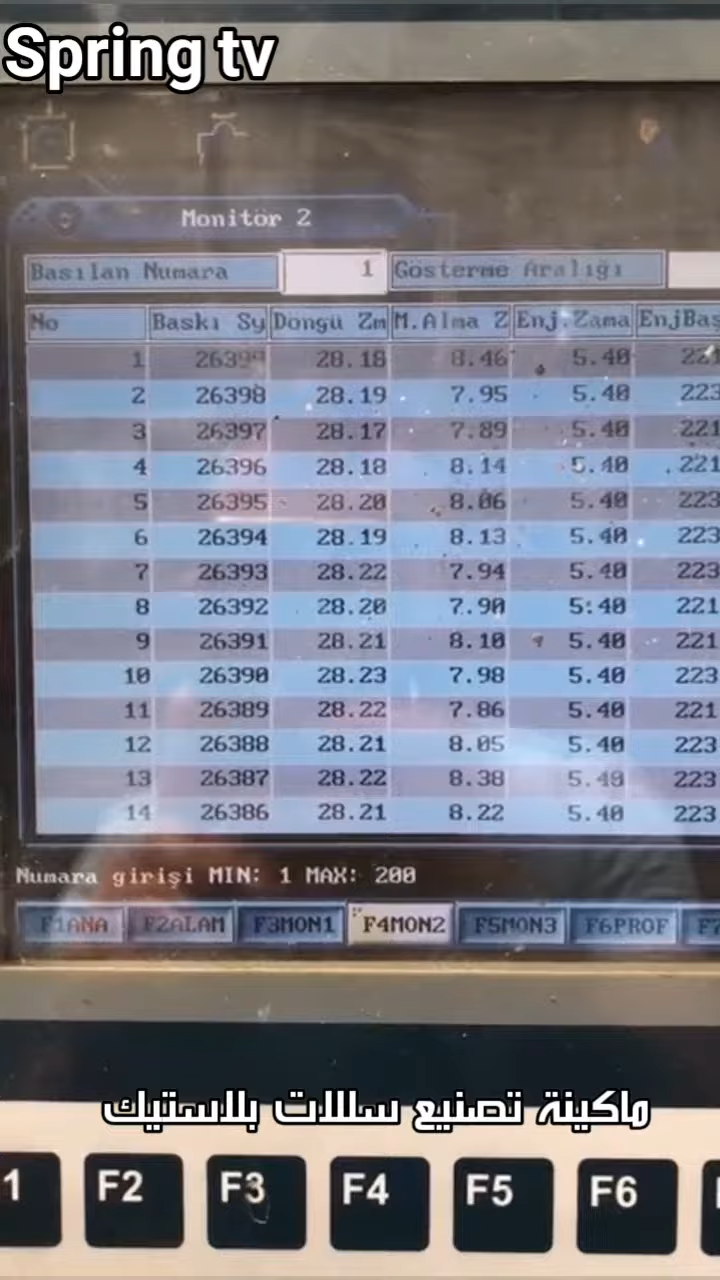 Spring tv
Monitör 2
Basılan Numara 1 Gösterme Aralığı
No Baskı Sy Döngü Zm M.Alma Z Enj.Zama EnjBaş
1 26399 28.18 8.46 5.40 221
2 26398 28.19 7.95 5.40 223
3 26397 28.17 7.89 5.40 221
4 26396 28.18 8.14 5.40 221
5 26395 28.20 8.06 5.40 223
6 26394 28.19 8.13 5.40 223
7 26393 28.22 7.94 5.40 223
8 26392 28.20 7.90 5:40 221
9 26391 28.21 8.10 5.40 221
10 26390 28.23 7.98 5.40 223
11 26389 28.22 7.86 5.40 221
12 26388 28.21 8.05 5.40 223
13 26387 28.22 8.38 5.40 223
14 26386 28.21 8.22 5.40 223
Numara girişi MIN: 1 MAX: 200
F1ANA F2ALAM F3MON1 F4MON2 F5MON3 F6PROF F7
ماكينة تصنيع سلالات بلاستيك
1 F2 F3 F4 F5 F6